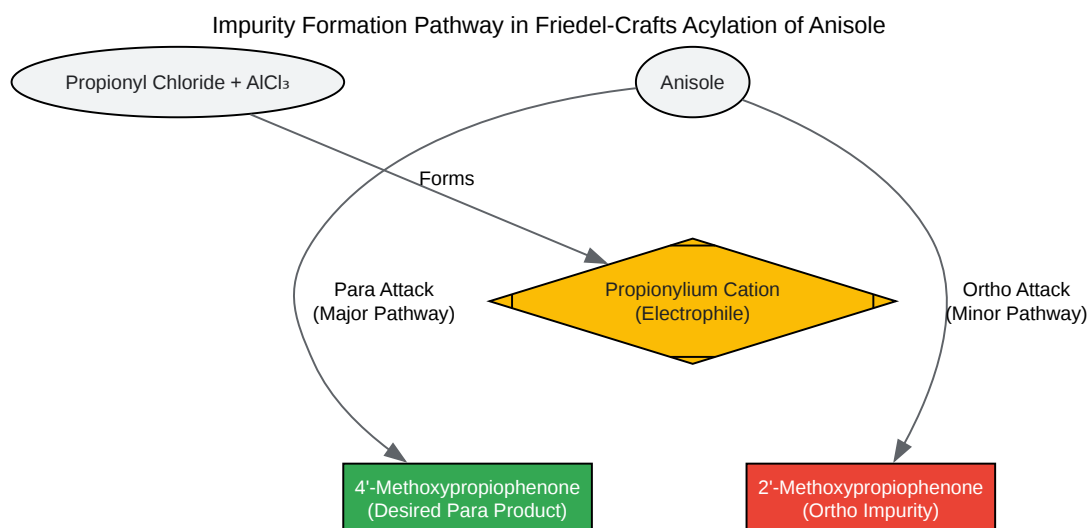 Impurity Formation Pathway in Friedel-Crafts Acylation of Anisole
Propionyl Chloride + AlCl₃
Anisole
Forms
Propionylium Cation
(Electrophile)
Para Attack
(Major Pathway)
Ortho Attack
(Minor Pathway)
4'-Methoxypropiophenone
(Desired Para Product)
2'-Methoxypropiophenone
(Ortho Impurity)